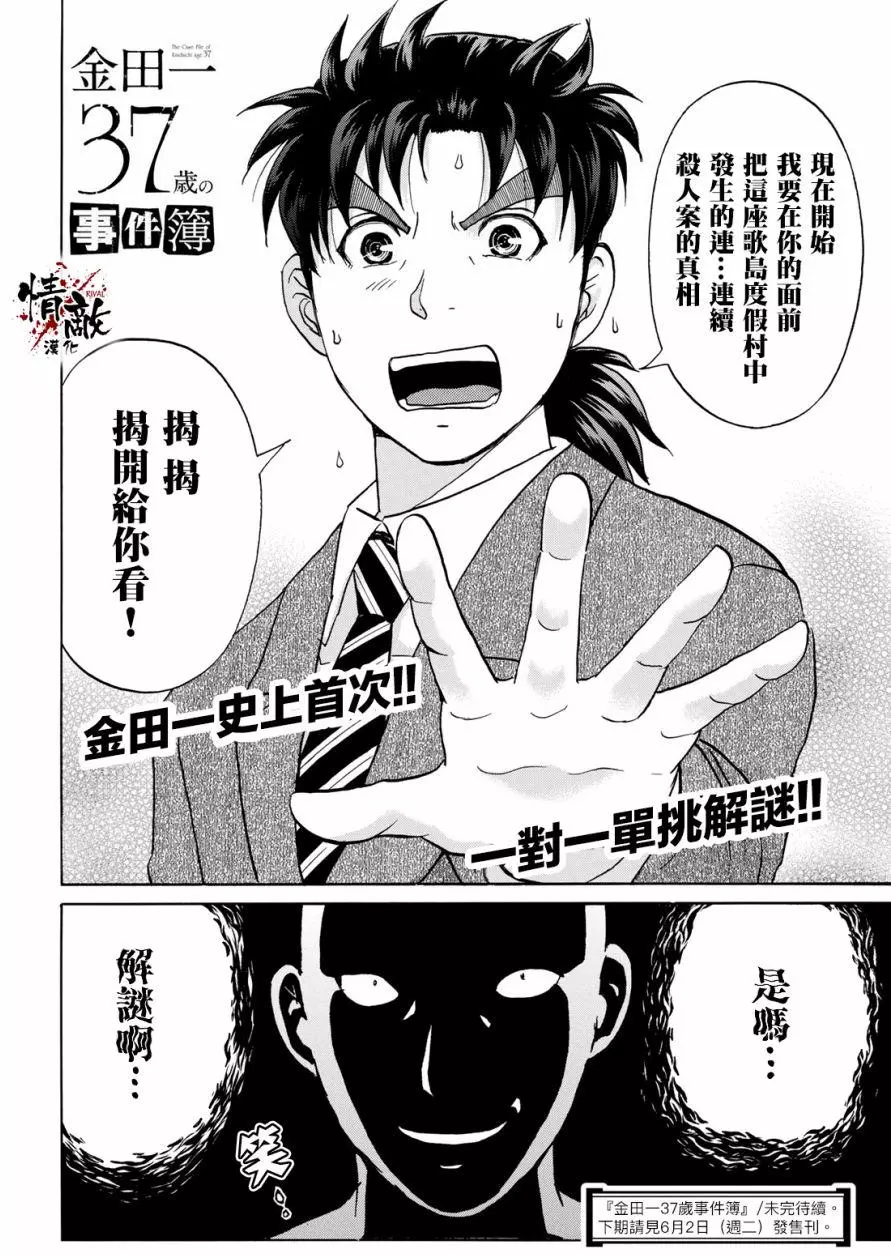 The Case File of
Kindaichi age 37
金田一
37
歳の
事件簿
情敵
RIVAL
漢化
現在開始
我要在你的面前
把這座歌島度假村中
發生的連…連續
殺人案的真相
揭揭
揭開給你看！
金田一史上首次!!
一對一單挑解謎!!
是嗎…
解謎啊…
笑。
『金田一37歲事件簿』/未完待續。
下期請見6月2日（週二）發售刊。